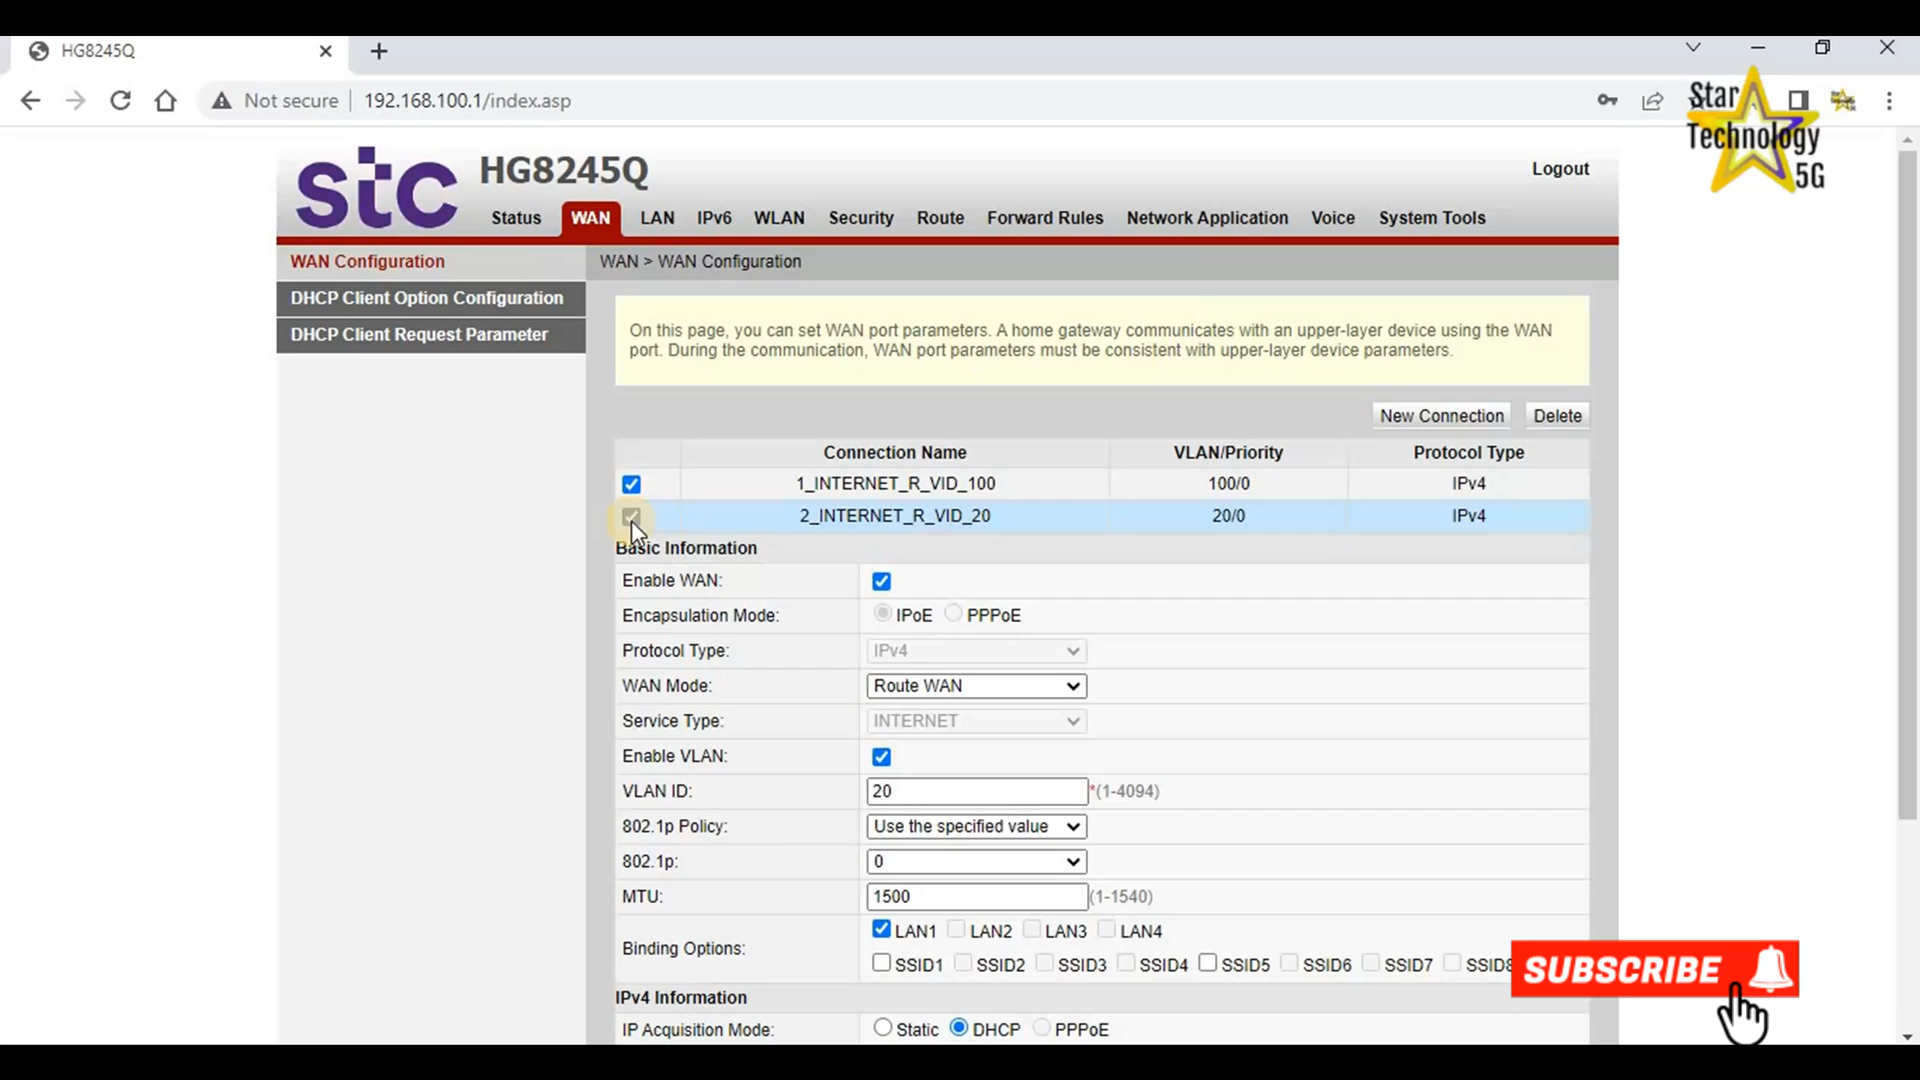 HG8245Q
Not secure
192.168.100.1/index.asp
Star
Technology
5G
stc
HG8245Q
Logout
Status WAN LAN IPv6 WLAN Security Route Forward Rules Network Application Voice System Tools
WAN Configuration
WAN > WAN Configuration
DHCP Client Option Configuration
DHCP Client Request Parameter
On this page, you can set WAN port parameters. A home gateway communicates with an upper-layer device using the WAN
port. During the communication, WAN port parameters must be consistent with upper-layer device parameters.
New Connection Delete
Connection Name VLAN/Priority Protocol Type
1_INTERNET_R_VID_100 100/0 IPv4
2_INTERNET_R_VID_20 20/0 IPv4
Basic Information
Enable WAN:
Encapsulation Mode: IPoE PPPoE
Protocol Type: IPv4
WAN Mode: Route WAN
Service Type: INTERNET
Enable VLAN:
VLAN ID: 20 *(1-4094)
802.1p Policy: Use the specified value
802.1p: 0
MTU: 1500 (1-1540)
Binding Options: LAN1 LAN2 LAN3 LAN4
SSID1 SSID2 SSID3 SSID4 SSID5 SSID6 SSID7 SSID8
SUBSCRIBE
IPv4 Information
IP Acquisition Mode: Static DHCP PPPoE